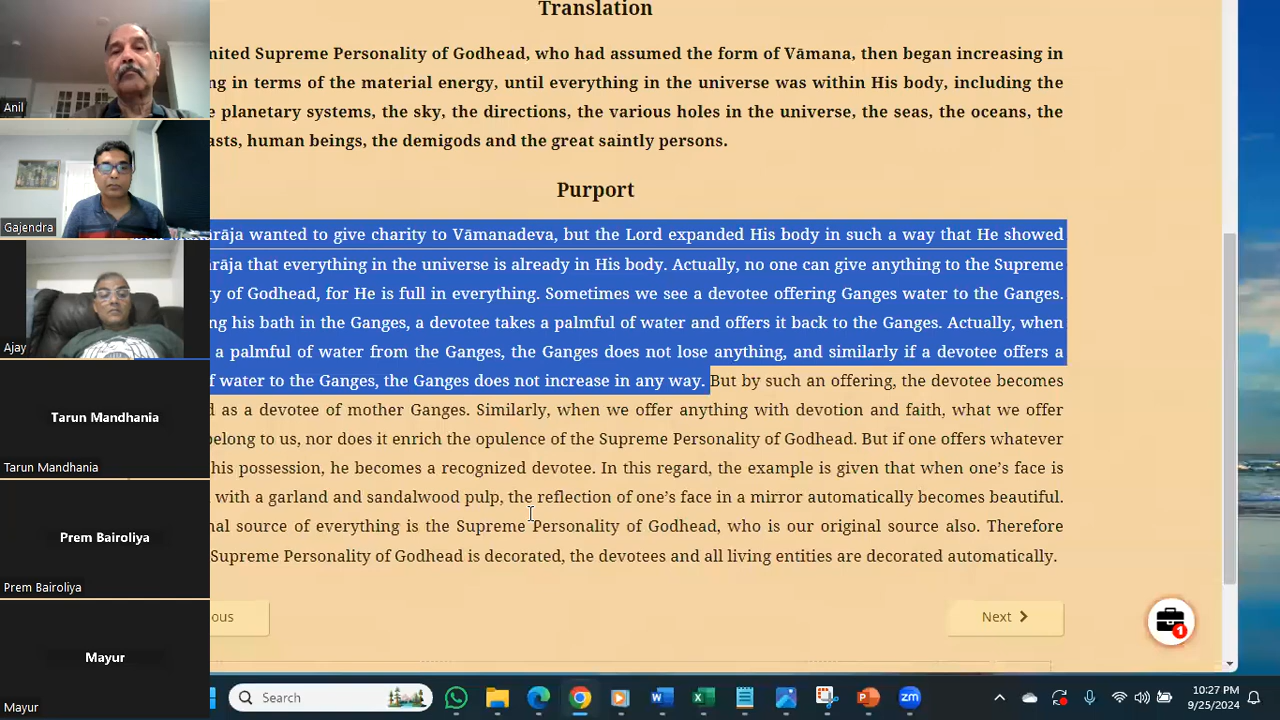 Translation
mited Supreme Personality of Godhead, who had assumed the form of Vāmana, then began increasing in
ng in terms of the material energy, until everything in the universe was within His body, including the
e planetary systems, the sky, the directions, the various holes in the universe, the seas, the oceans, the
asts, human beings, the demigods and the great saintly persons.
Purport
arāja wanted to give charity to Vāmanadeva, but the Lord expanded His body in such a way that He showed
arāja that everything in the universe is already in His body. Actually, no one can give anything to the Supreme
ty of Godhead, for He is full in everything. Sometimes we see a devotee offering Ganges water to the Ganges.
ng his bath in the Ganges, a devotee takes a palmful of water and offers it back to the Ganges. Actually, when
a palmful of water from the Ganges, the Ganges does not lose anything, and similarly if a devotee offers a
f water to the Ganges, the Ganges does not increase in any way. But by such an offering, the devotee becomes
d as a devotee of mother Ganges. Similarly, when we offer anything with devotion and faith, what we offer
belong to us, nor does it enrich the opulence of the Supreme Personality of Godhead. But if one offers whatever
his possession, he becomes a recognized devotee. In this regard, the example is given that when one's face is
with a garland and sandalwood pulp, the reflection of one's face in a mirror automatically becomes beautiful.
nal source of everything is the Supreme Personality of Godhead, who is our original source also. Therefore
Supreme Personality of Godhead is decorated, the devotees and all living entities are decorated automatically.
ous
Next
1
Anil
Gajendra
Ajay
Tarun Mandhania
Tarun Mandhania
Prem Bairoliya
Prem Bairoliya
Mayur
Mayur
Search
zm
10:27 PM
9/25/2024